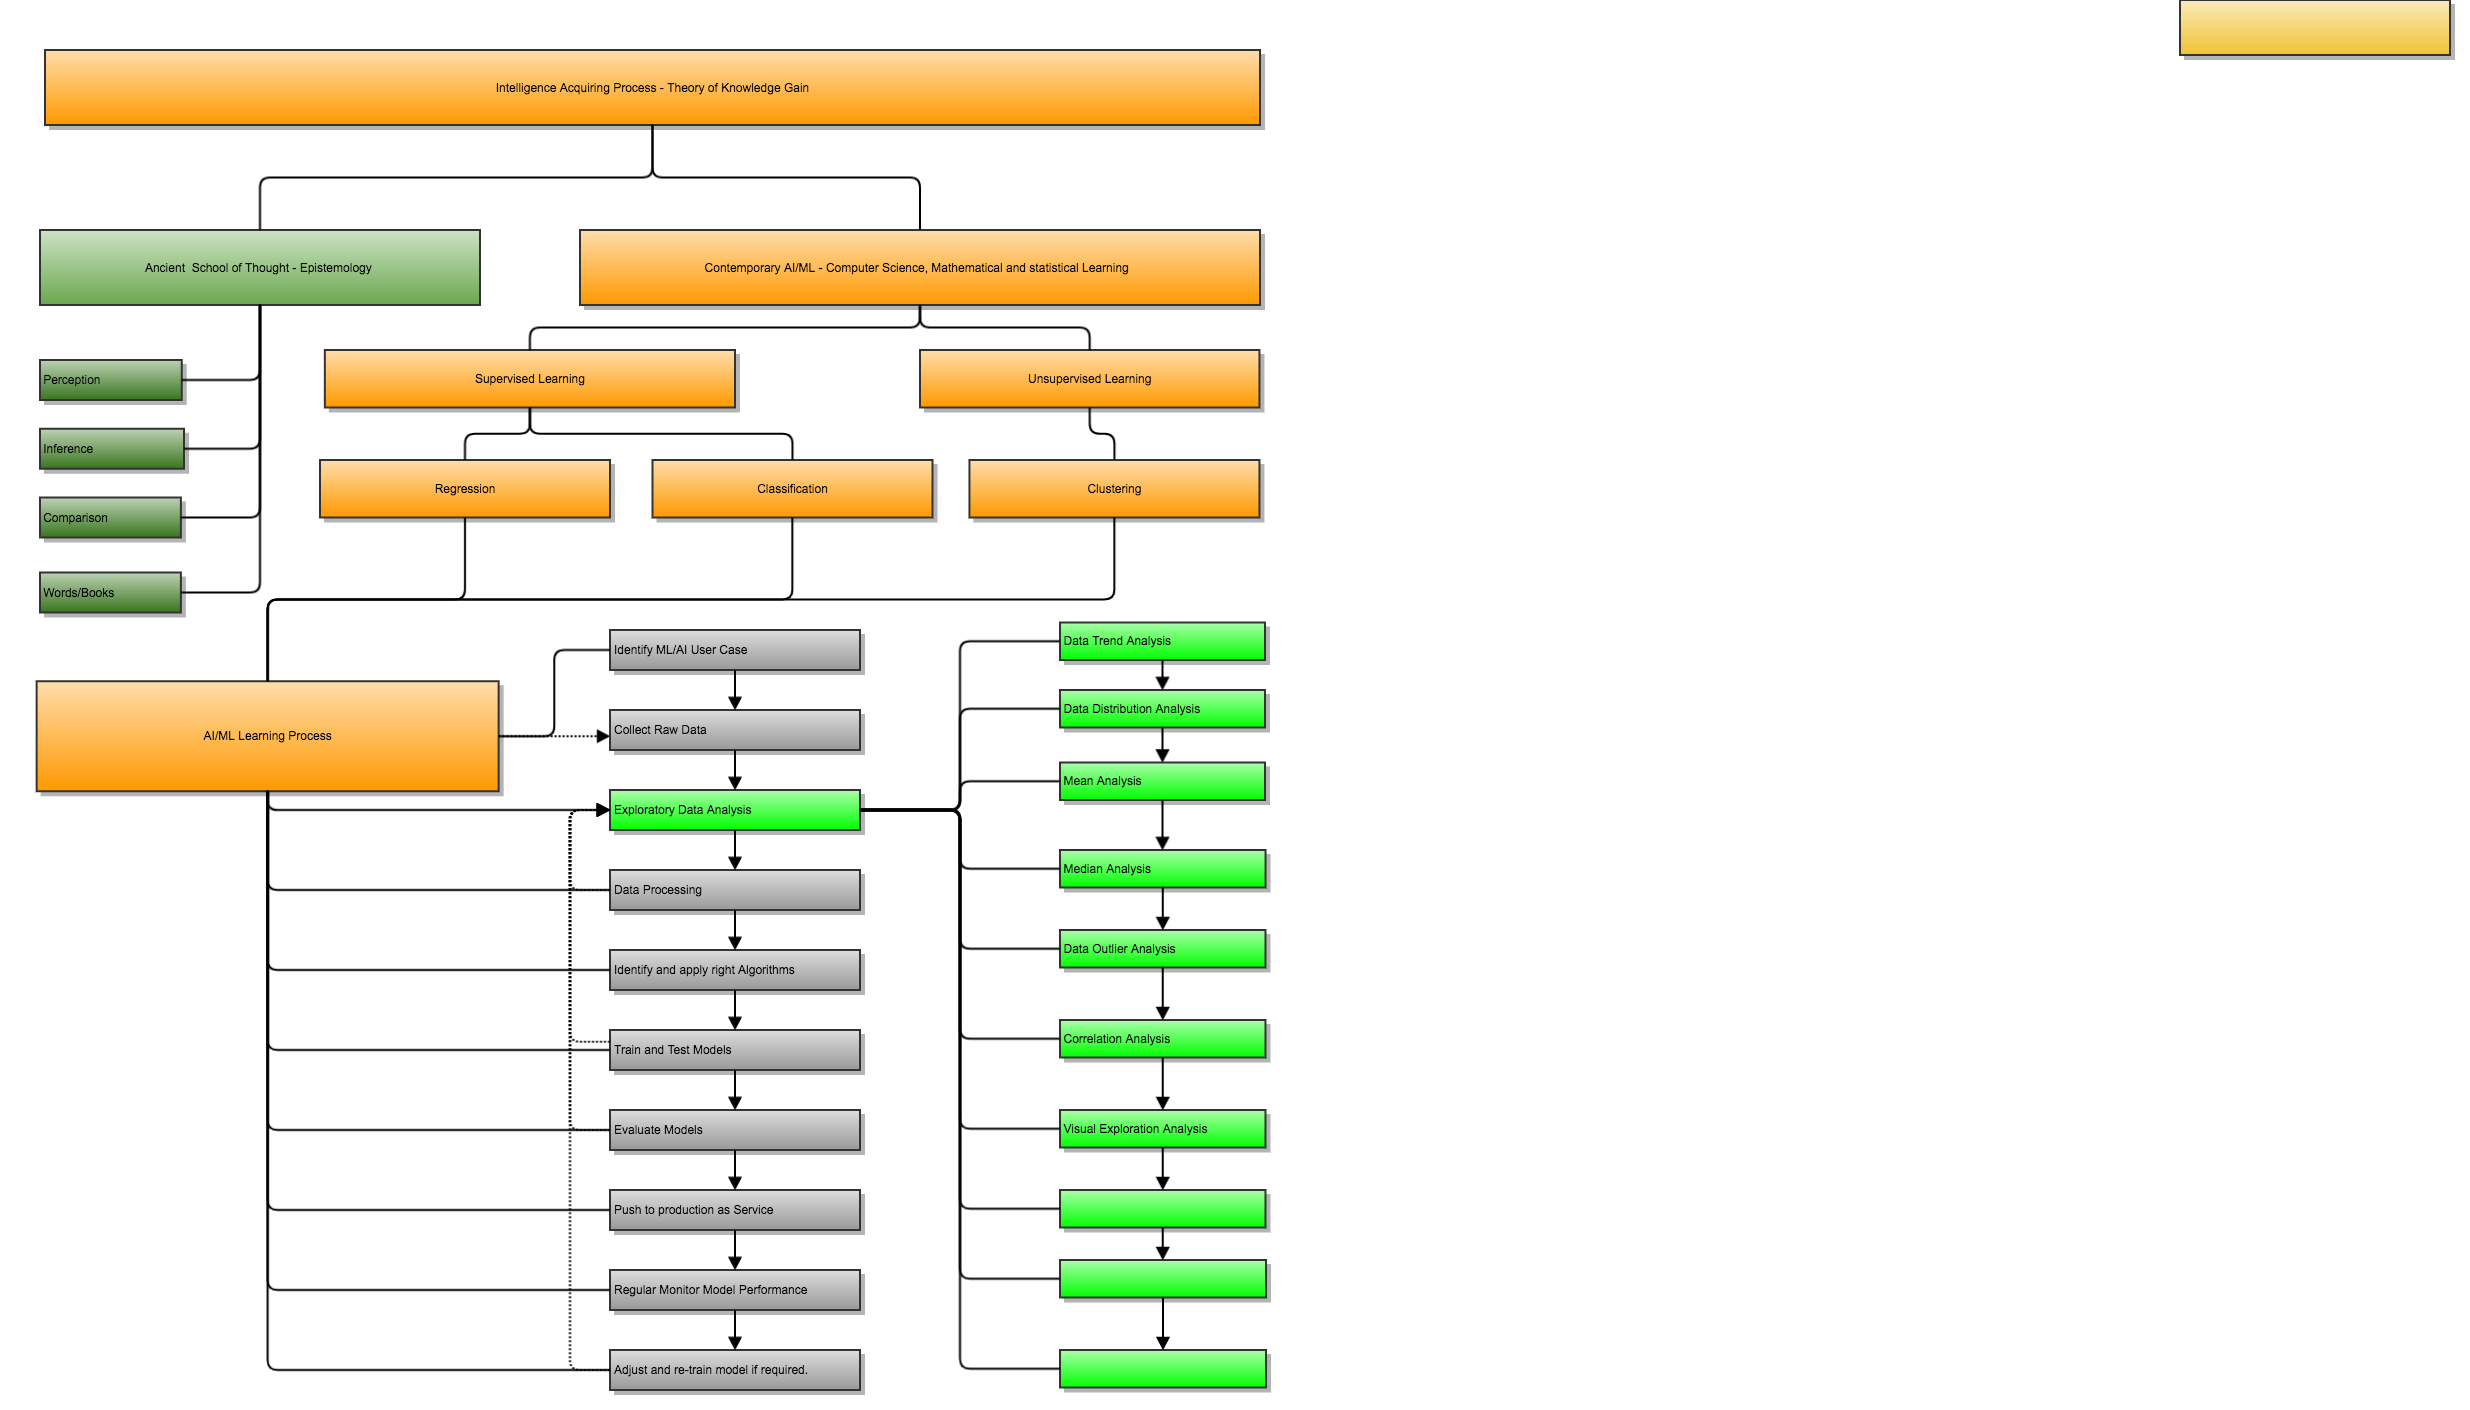 Intelligence Acquiring Process - Theory of Knowledge Gain
Ancient  School of Thought - Epistemology
Contemporary AI/ML - Computer Science, Mathematical and statistical Learning
Perception
Inference
Comparison
Words/Books
Supervised Learning
Unsupervised Learning
Regression
Classification
Clustering
AI/ML Learning Process
Identify ML/AI User Case
Collect Raw Data
Exploratory Data Analysis
Data Processing
Identify and apply right Algorithms
Train and Test Models
Evaluate Models
Push to production as Service
Regular Monitor Model Performance
Adjust and re-train model if required.
Data Trend Analysis
Data Distribution Analysis
Mean Analysis
Median Analysis
Data Outlier Analysis
Correlation Analysis
Visual Exploration Analysis